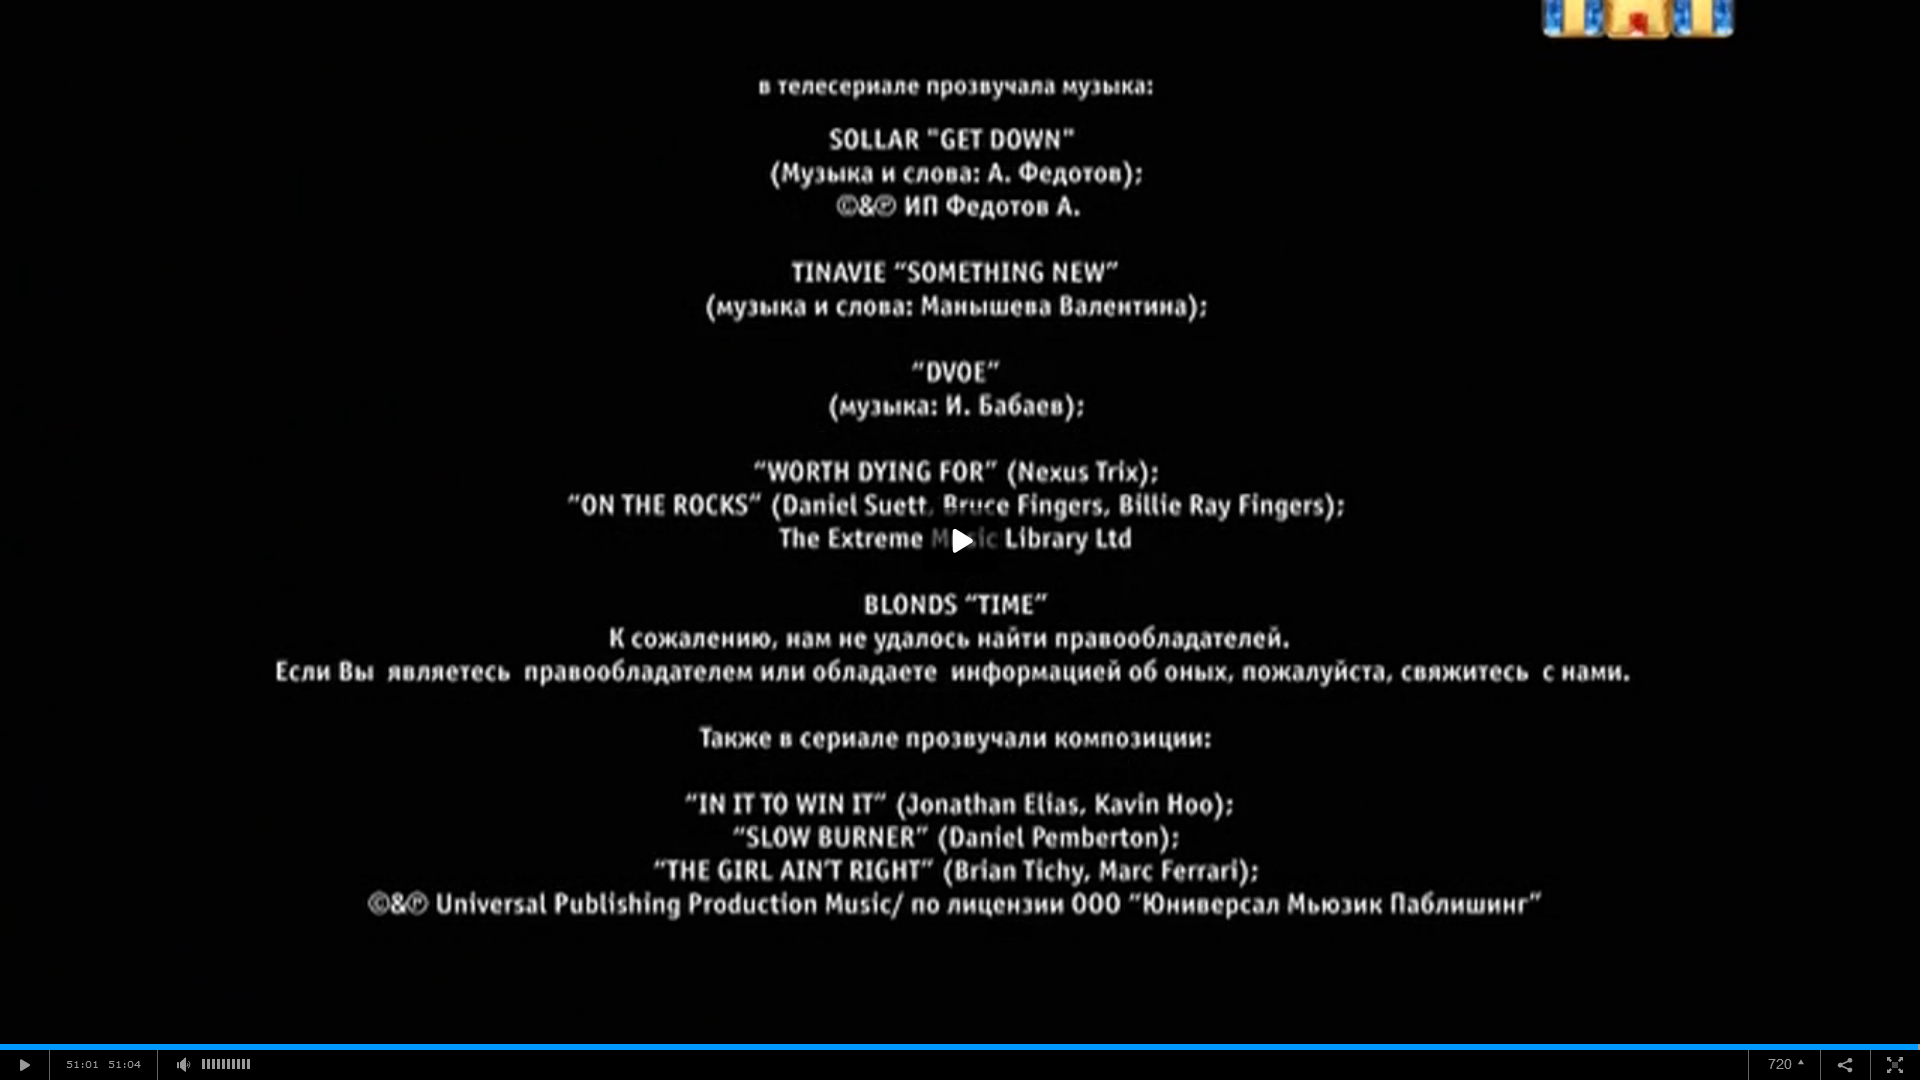 в телесериале прозвучала музыка:
SOLLAR "GET DOWN"
(Музыка и слова: А. Федотов);
©&℗ ИП Федотов А.
TINAVIE “SOMETHING NEW”
(музыка и слова: Манышева Валентина);
“DVOE”
(музыка: И. Бабаев);
“WORTH DYING FOR” (Nexus Trix);
“ON THE ROCKS” (Daniel Suett, Bruce Fingers, Billie Ray Fingers);
The Extreme Music Library Ltd
BLONDS “TIME”
К сожалению, нам не удалось найти правообладателей.
Если Вы являетесь правообладателем или обладаете информацией об оных, пожалуйста, свяжитесь с нами.
Также в сериале прозвучали композиции:
“IN IT TO WIN IT” (Jonathan Elias, Kavin Hoo);
“SLOW BURNER” (Daniel Pemberton);
“THE GIRL AIN’T RIGHT” (Brian Tichy, Marc Ferrari);
©&℗ Universal Publishing Production Music/ по лицензии ООО “Юниверсал Мьюзик Паблишинг”
51:01 51:04 720